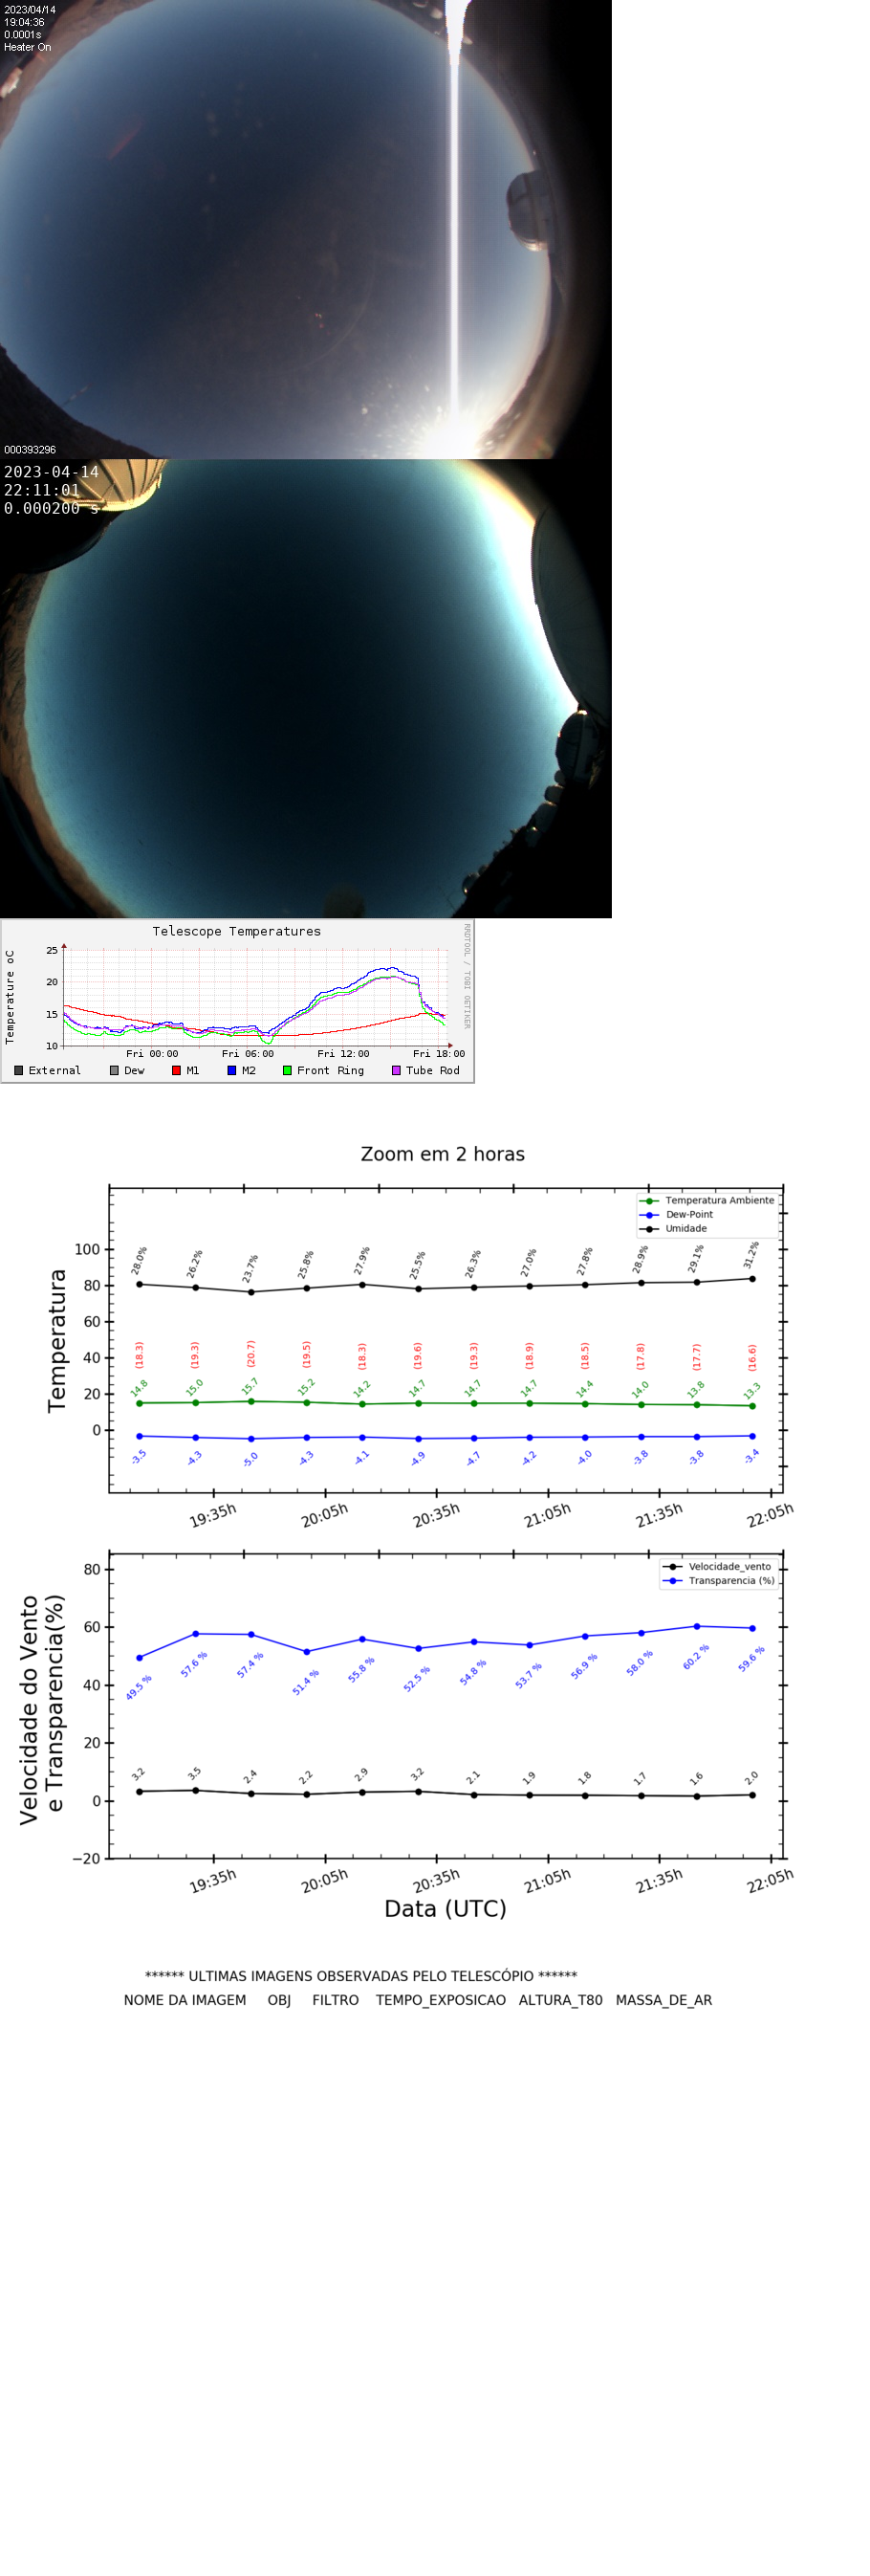 2023/04/14
19:04:36
0.0001s
Heater On
000393296
2023-04-14
22:11:01
0.000200 s
Telescope Temperatures
RRDTOOL / TOBI OETIKER
Temperature oC
25
20
15
10
Fri 00:00 Fri 06:00 Fri 12:00 Fri 18:00
External Dew M1 M2 Front Ring Tube Rod
Zoom em 2 horas
Temperatura Ambiente
Dew-Point
Umidade
Temperatura
100
80
60
40
20
0
28.0% 26.2% 23.7% 25.8% 27.9% 25.5% 26.3% 27.0% 27.8% 28.9% 29.1% 31.2%
(18.3) (19.3) (20.7) (19.5) (18.3) (19.6) (19.3) (18.9) (18.5) (17.8) (17.7) (16.6)
14.8 15.0 15.7 15.2 14.2 14.7 14.7 14.7 14.4 14.0 13.8 13.3
-3.5 -4.3 -5.0 -4.3 -4.1 -4.9 -4.7 -4.2 -4.0 -3.8 -3.8 -3.4
19:35h 20:05h 20:35h 21:05h 21:35h 22:05h
Velocidade_vento
Transparencia (%)
Velocidade do Vento
e Transparencia(%)
80
60
40
20
0
−20
49.5 % 57.6 % 57.4 % 51.4 % 55.8 % 52.5 % 54.8 % 53.7 % 56.9 % 58.0 % 60.2 % 59.6 %
3.2 3.5 2.4 2.2 2.9 3.2 2.1 1.9 1.8 1.7 1.6 2.0
19:35h 20:05h 20:35h 21:05h 21:35h 22:05h
Data (UTC)
****** ULTIMAS IMAGENS OBSERVADAS PELO TELESCÓPIO ******
NOME DA IMAGEM OBJ FILTRO TEMPO_EXPOSICAO ALTURA_T80 MASSA_DE_AR